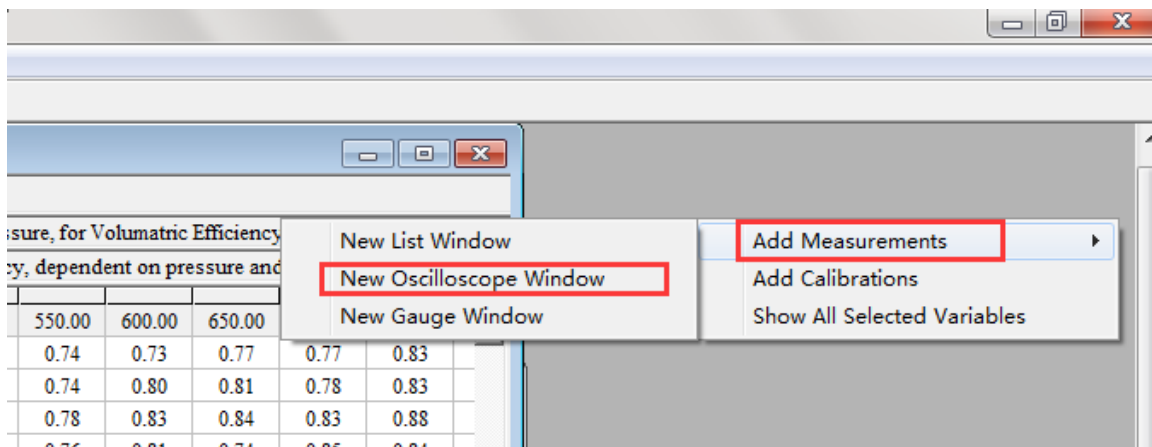 ssure, for Volumatric Efficiency
cy, dependent on pressure and
New List Window
New Oscilloscope Window
New Gauge Window
Add Measurements
Add Calibrations
Show All Selected Variables
550.00 600.00 650.00
0.74 0.73 0.77 0.77 0.83
0.74 0.80 0.81 0.78 0.83
0.78 0.83 0.84 0.83 0.88